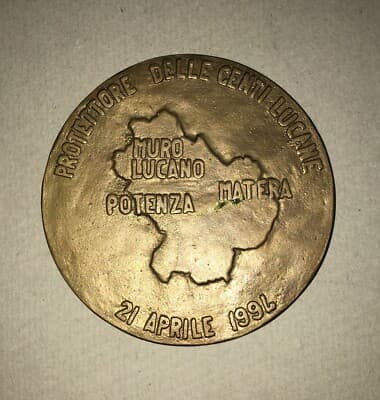 PROTETTORE DELLE GENTI LUCANE
MURO
LUCANO
POTENZA
MATERA
21 APRILE 1994